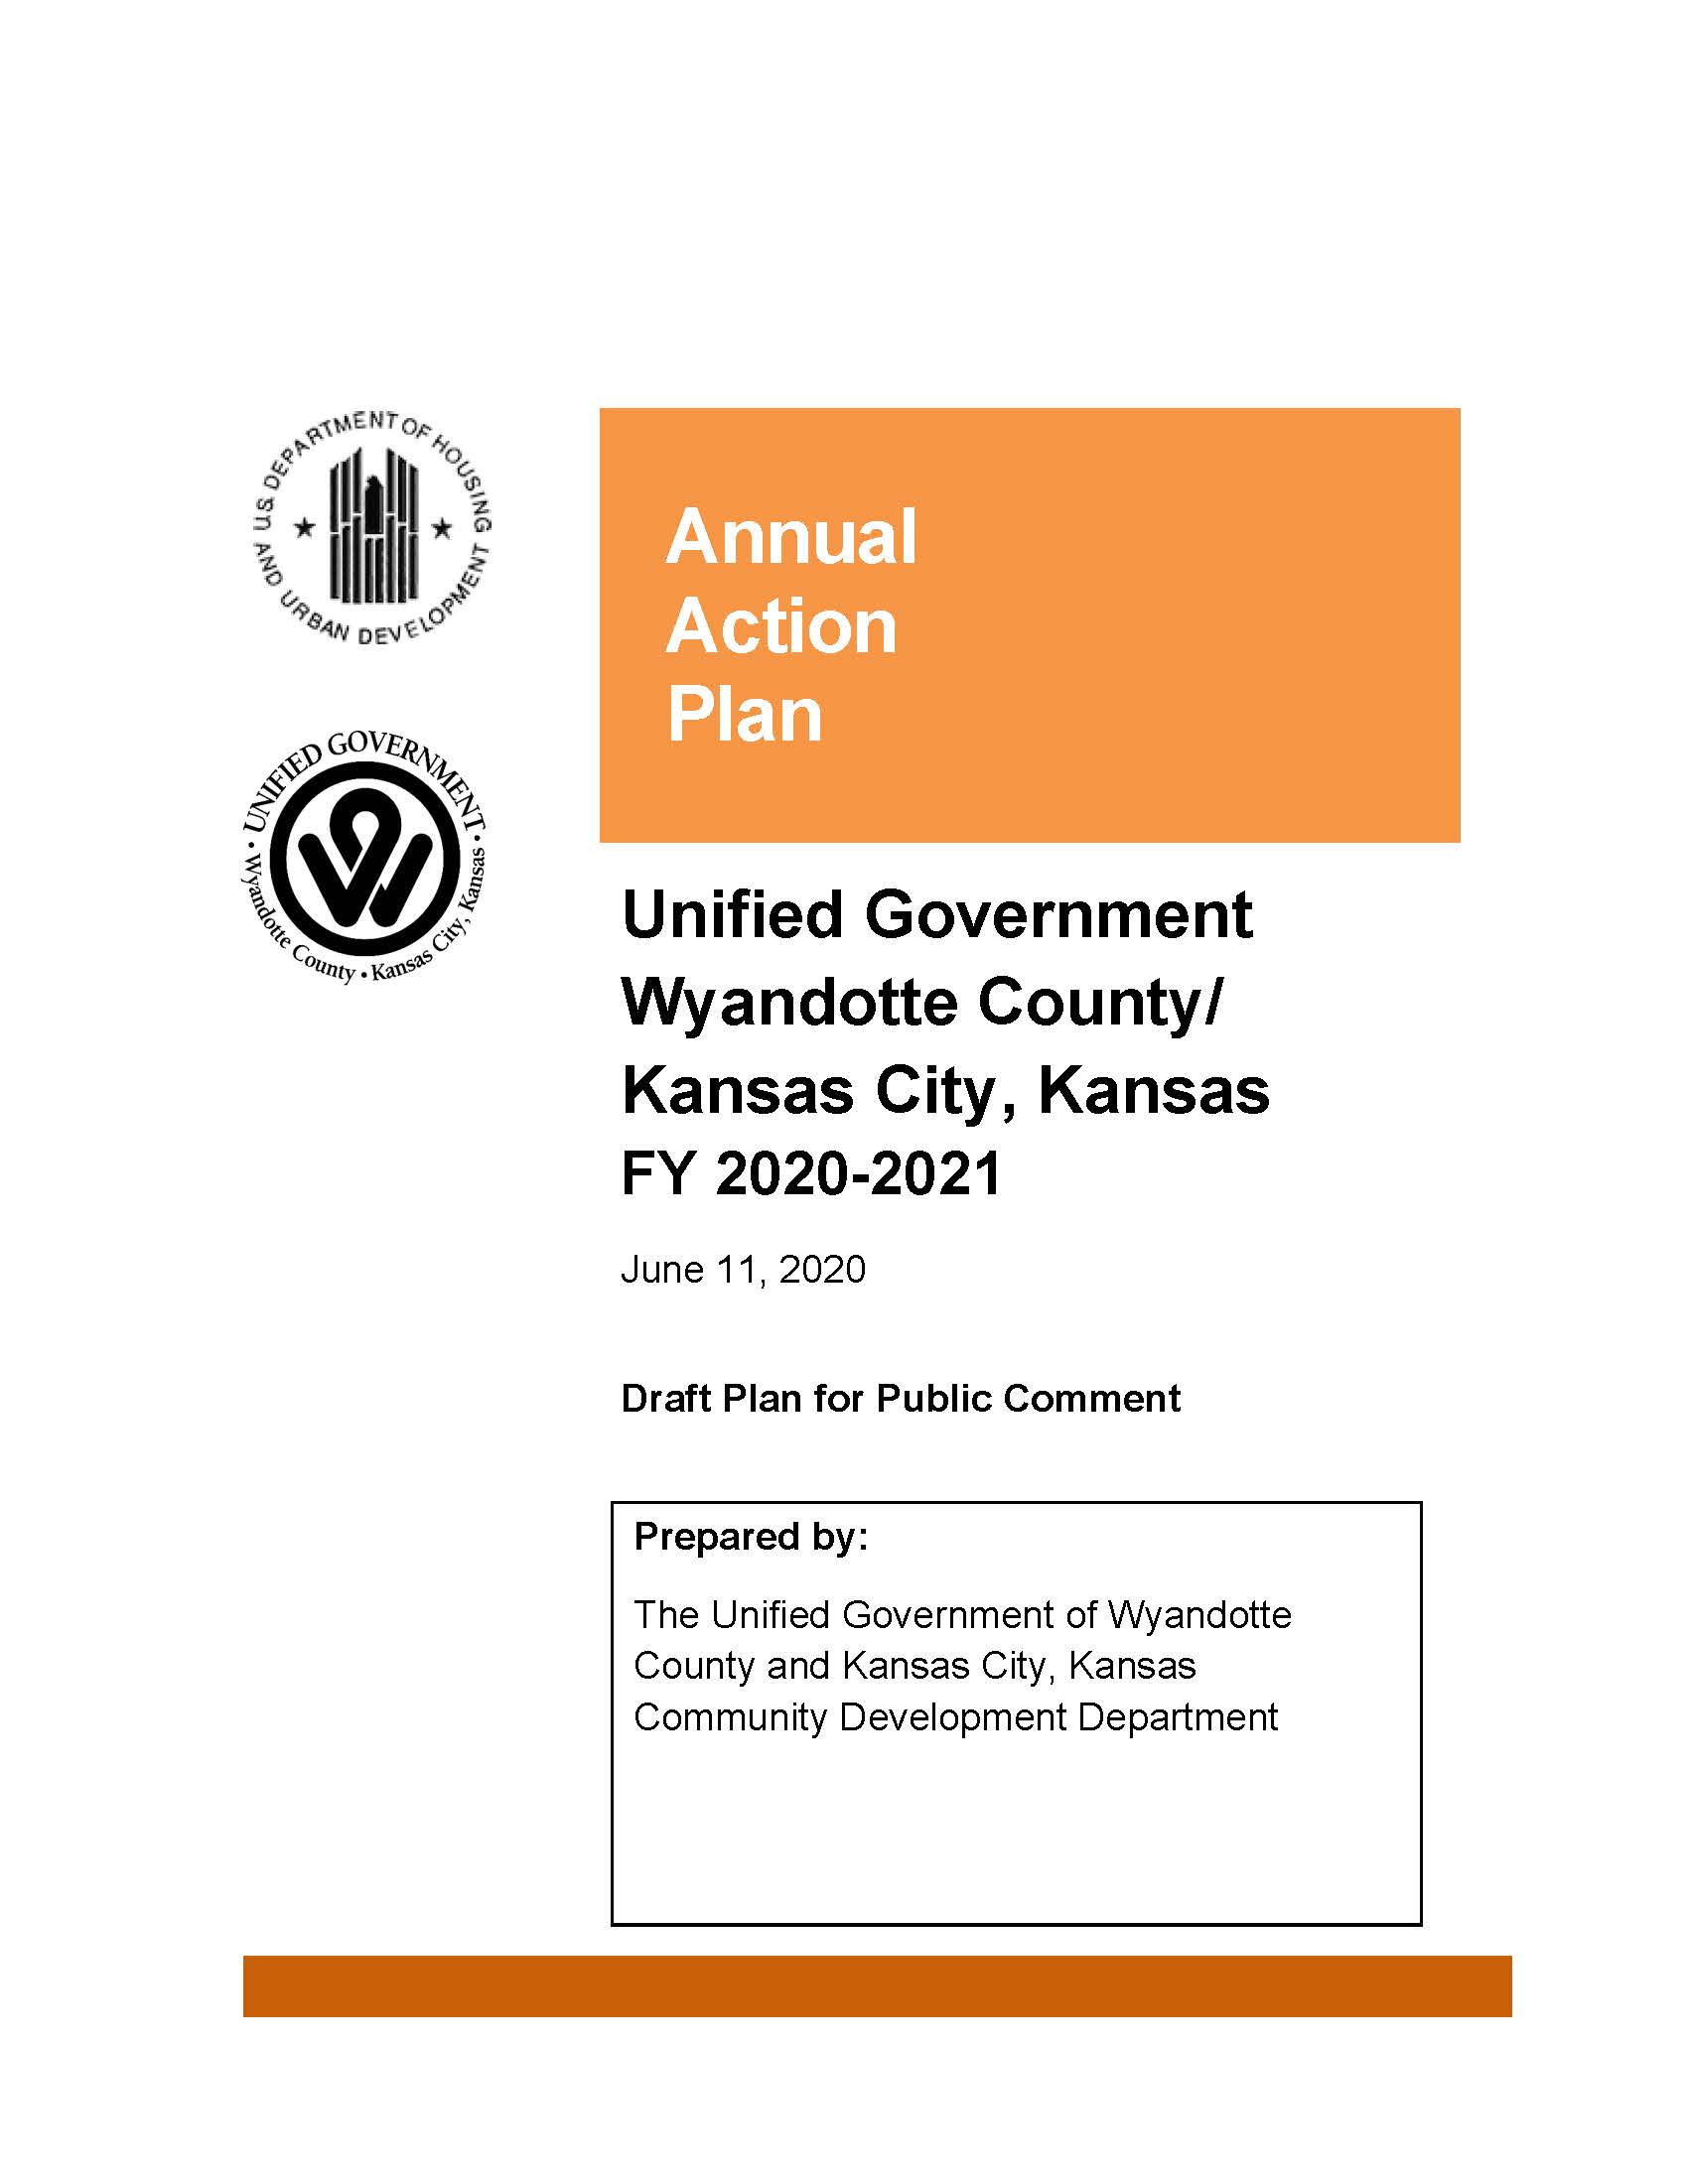 U.S. DEPARTMENT OF HOUSING
AND URBAN DEVELOPMENT
Annual
Action
Plan
• UNIFIED GOVERNMENT •
Wyandotte County • Kansas City, Kansas
Unified Government
Wyandotte County/
Kansas City, Kansas
FY 2020-2021
June 11, 2020
Draft Plan for Public Comment
Prepared by:
The Unified Government of Wyandotte
County and Kansas City, Kansas
Community Development Department